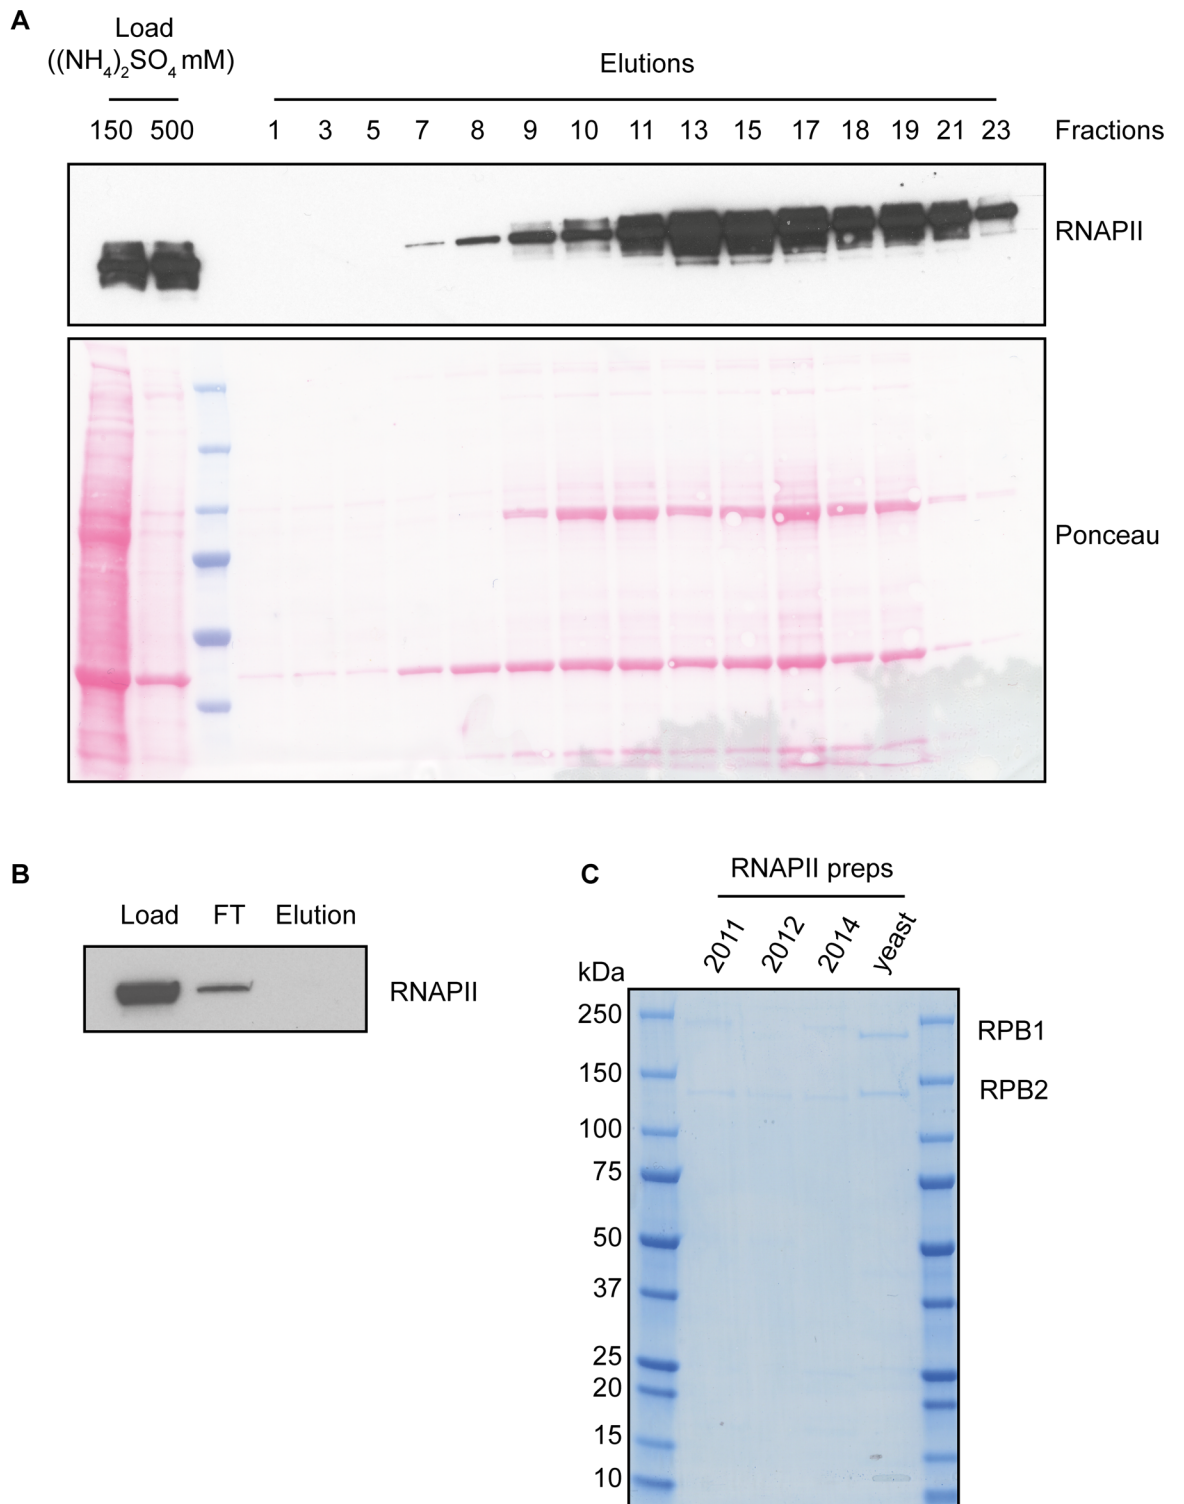 A
Load
((NH4)2SO4 mM)
Elutions
150 500 1 3 5 7 8 9 10 11 13 15 17 18 19 21 23 Fractions
RNAPII
Ponceau
B
Load FT Elution
RNAPII
C
RNAPII preps
2011 2012 2014 yeast
kDa
250
RPB1
150
RPB2
100
75
50
37
25
20
15
10